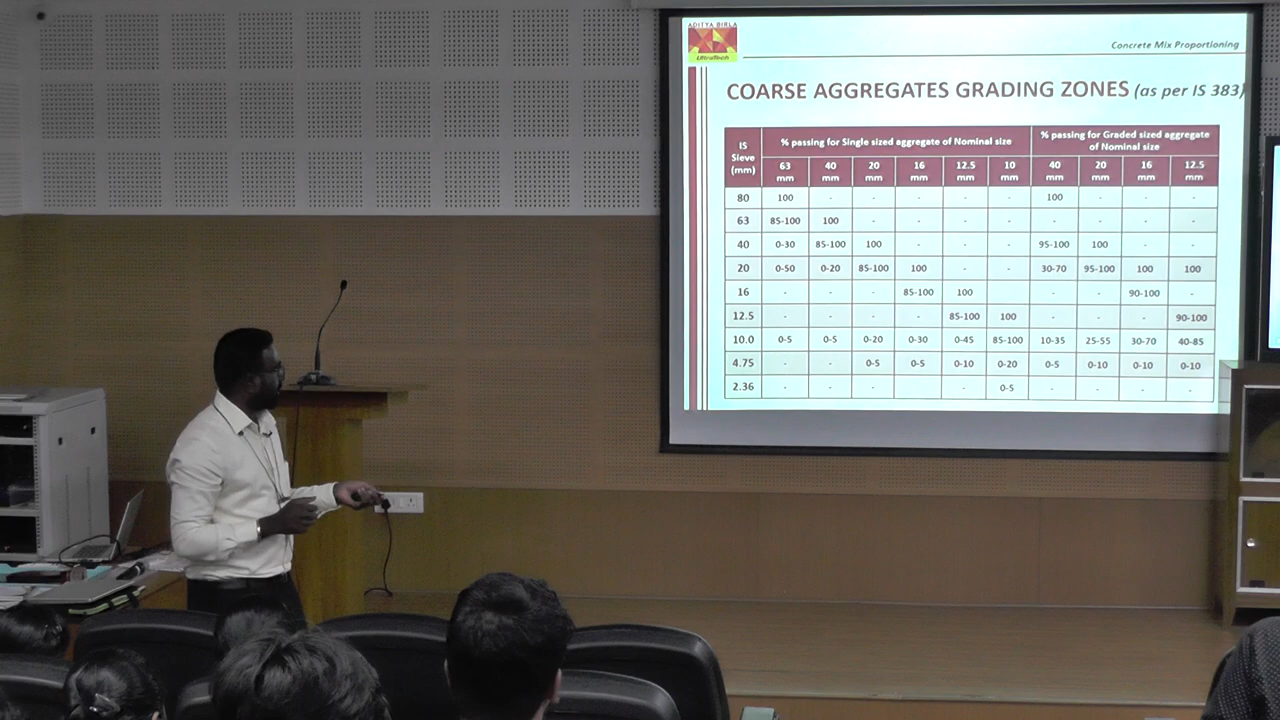 ADITYA BIRLA
UltraTech
Concrete Mix Proportioning
COARSE AGGREGATES GRADING ZONES (as per IS 383)
IS Sieve (mm) % passing for Single sized aggregate of Nominal size % passing for Graded sized aggregate of Nominal size
63 mm 40 mm 20 mm 16 mm 12.5 mm 10 mm 40 mm 20 mm 16 mm 12.5 mm
80 100 - - - - - 100 - - -
63 85-100 100 - - - - - - - -
40 0-30 85-100 100 - - - 95-100 100 - -
20 0-50 0-20 85-100 100 - - 30-70 95-100 100 100
16 - - - 85-100 100 - - 90-100 -
12.5 - - - - 85-100 100 - - - 90-100
10.0 0-5 0-5 0-20 0-30 0-45 85-100 10-35 25-55 30-70 40-85
4.75 - - 0-5 0-5 0-10 0-20 0-5 0-10 0-10 0-10
2.36 - - - - 0-5 - - - -